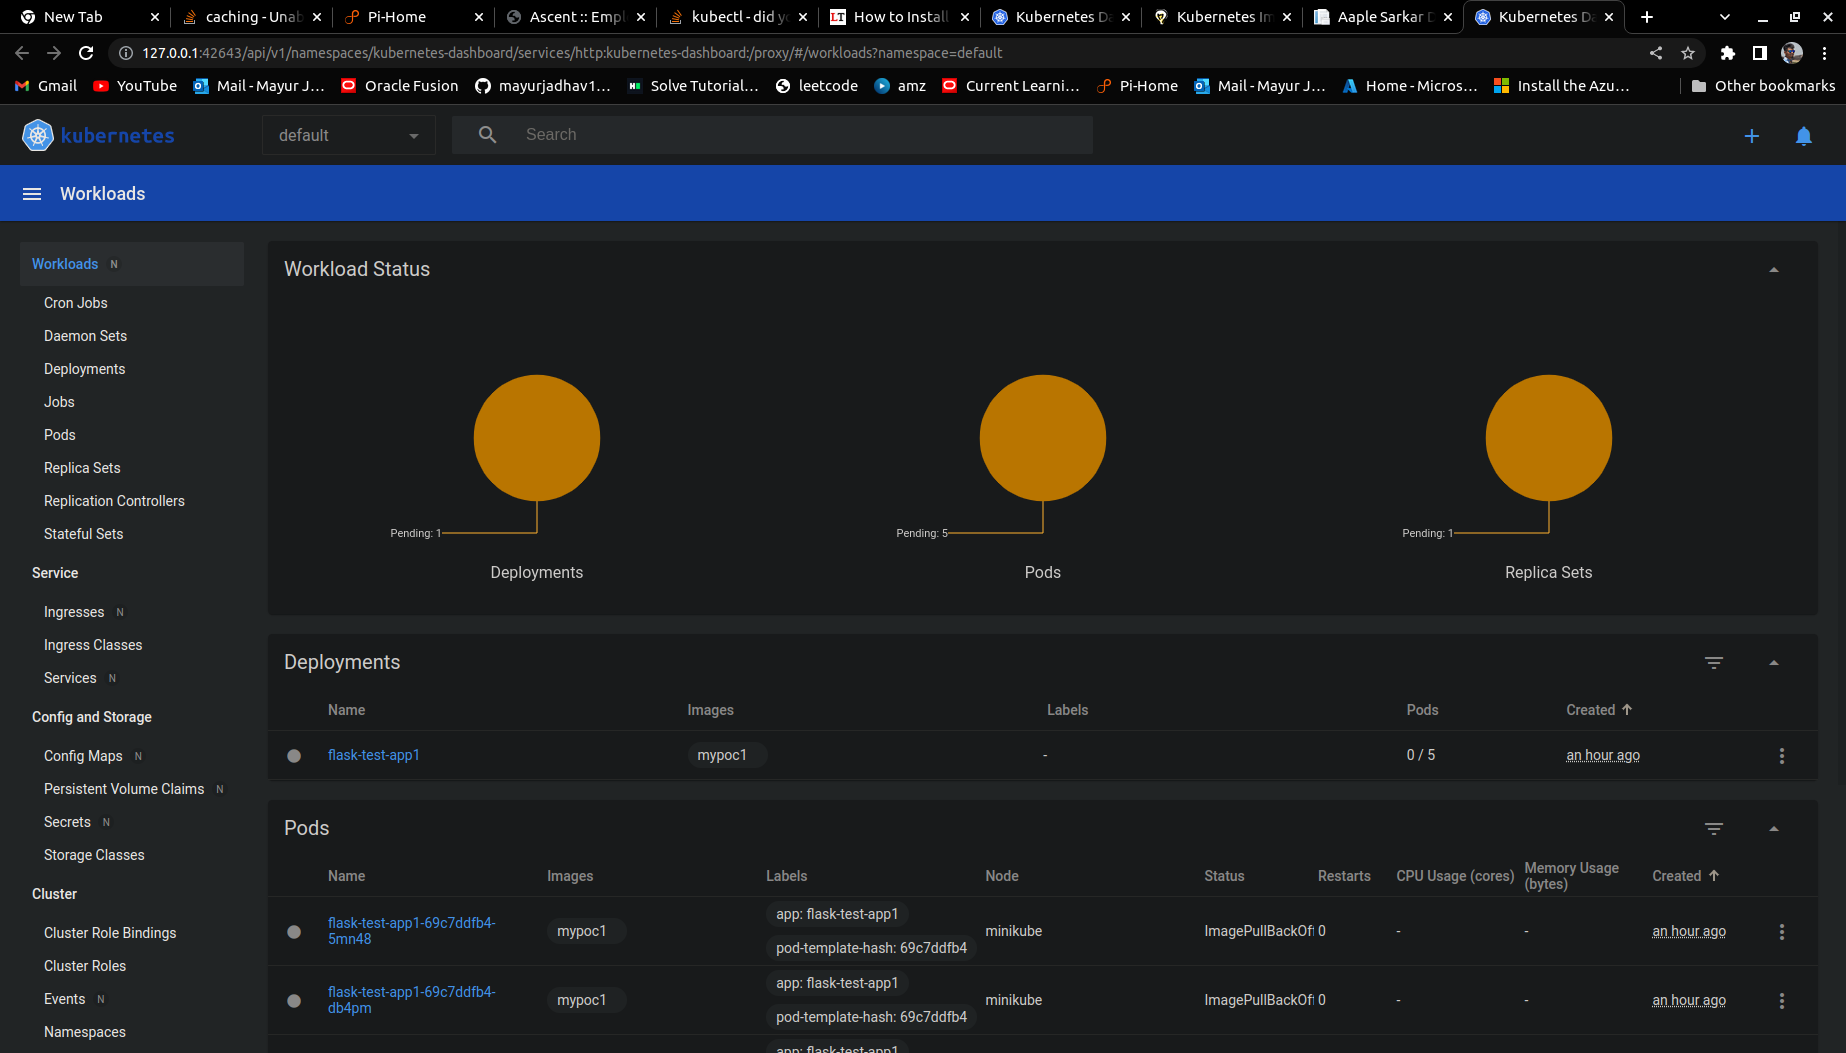 New Tab
caching - Unab
Pi-Home
Ascent :: Empl
kubectl - did yo
LT How to Install
Kubernetes Da
Kubernetes Im
Aaple Sarkar D
Kubernetes Da
127.0.0.1:42643/api/v1/namespaces/kubernetes-dashboard/services/http:kubernetes-dashboard:/proxy/#/workloads?namespace=default
Gmail
YouTube
Mail - Mayur J...
Oracle Fusion
mayurjadhav1...
Solve Tutorial...
leetcode
amz
Current Learni...
Pi-Home
Mail - Mayur J...
Home - Micros...
Install the Azu...
Other bookmarks
kubernetes
default
Search
Workloads
Workloads N
Cron Jobs
Daemon Sets
Deployments
Jobs
Pods
Replica Sets
Replication Controllers
Stateful Sets
Service
Ingresses N
Ingress Classes
Services N
Config and Storage
Config Maps N
Persistent Volume Claims N
Secrets N
Storage Classes
Cluster
Cluster Role Bindings
Cluster Roles
Events N
Namespaces
Workload Status
Pending: 1
Deployments
Pending: 5
Pods
Pending: 1
Replica Sets
Deployments
Name Images Labels Pods Created
flask-test-app1 mypoc1 - 0 / 5 an hour ago
Pods
Name Images Labels Node Status Restarts CPU Usage (cores) Memory Usage (bytes) Created
flask-test-app1-69c7ddfb4-
5mn48
mypoc1
app: flask-test-app1
pod-template-hash: 69c7ddfb4
minikube ImagePullBackOf 0 - - an hour ago
flask-test-app1-69c7ddfb4-
db4pm
mypoc1
app: flask-test-app1
pod-template-hash: 69c7ddfb4
minikube ImagePullBackOf 0 - - an hour ago
app: flask-test-app1